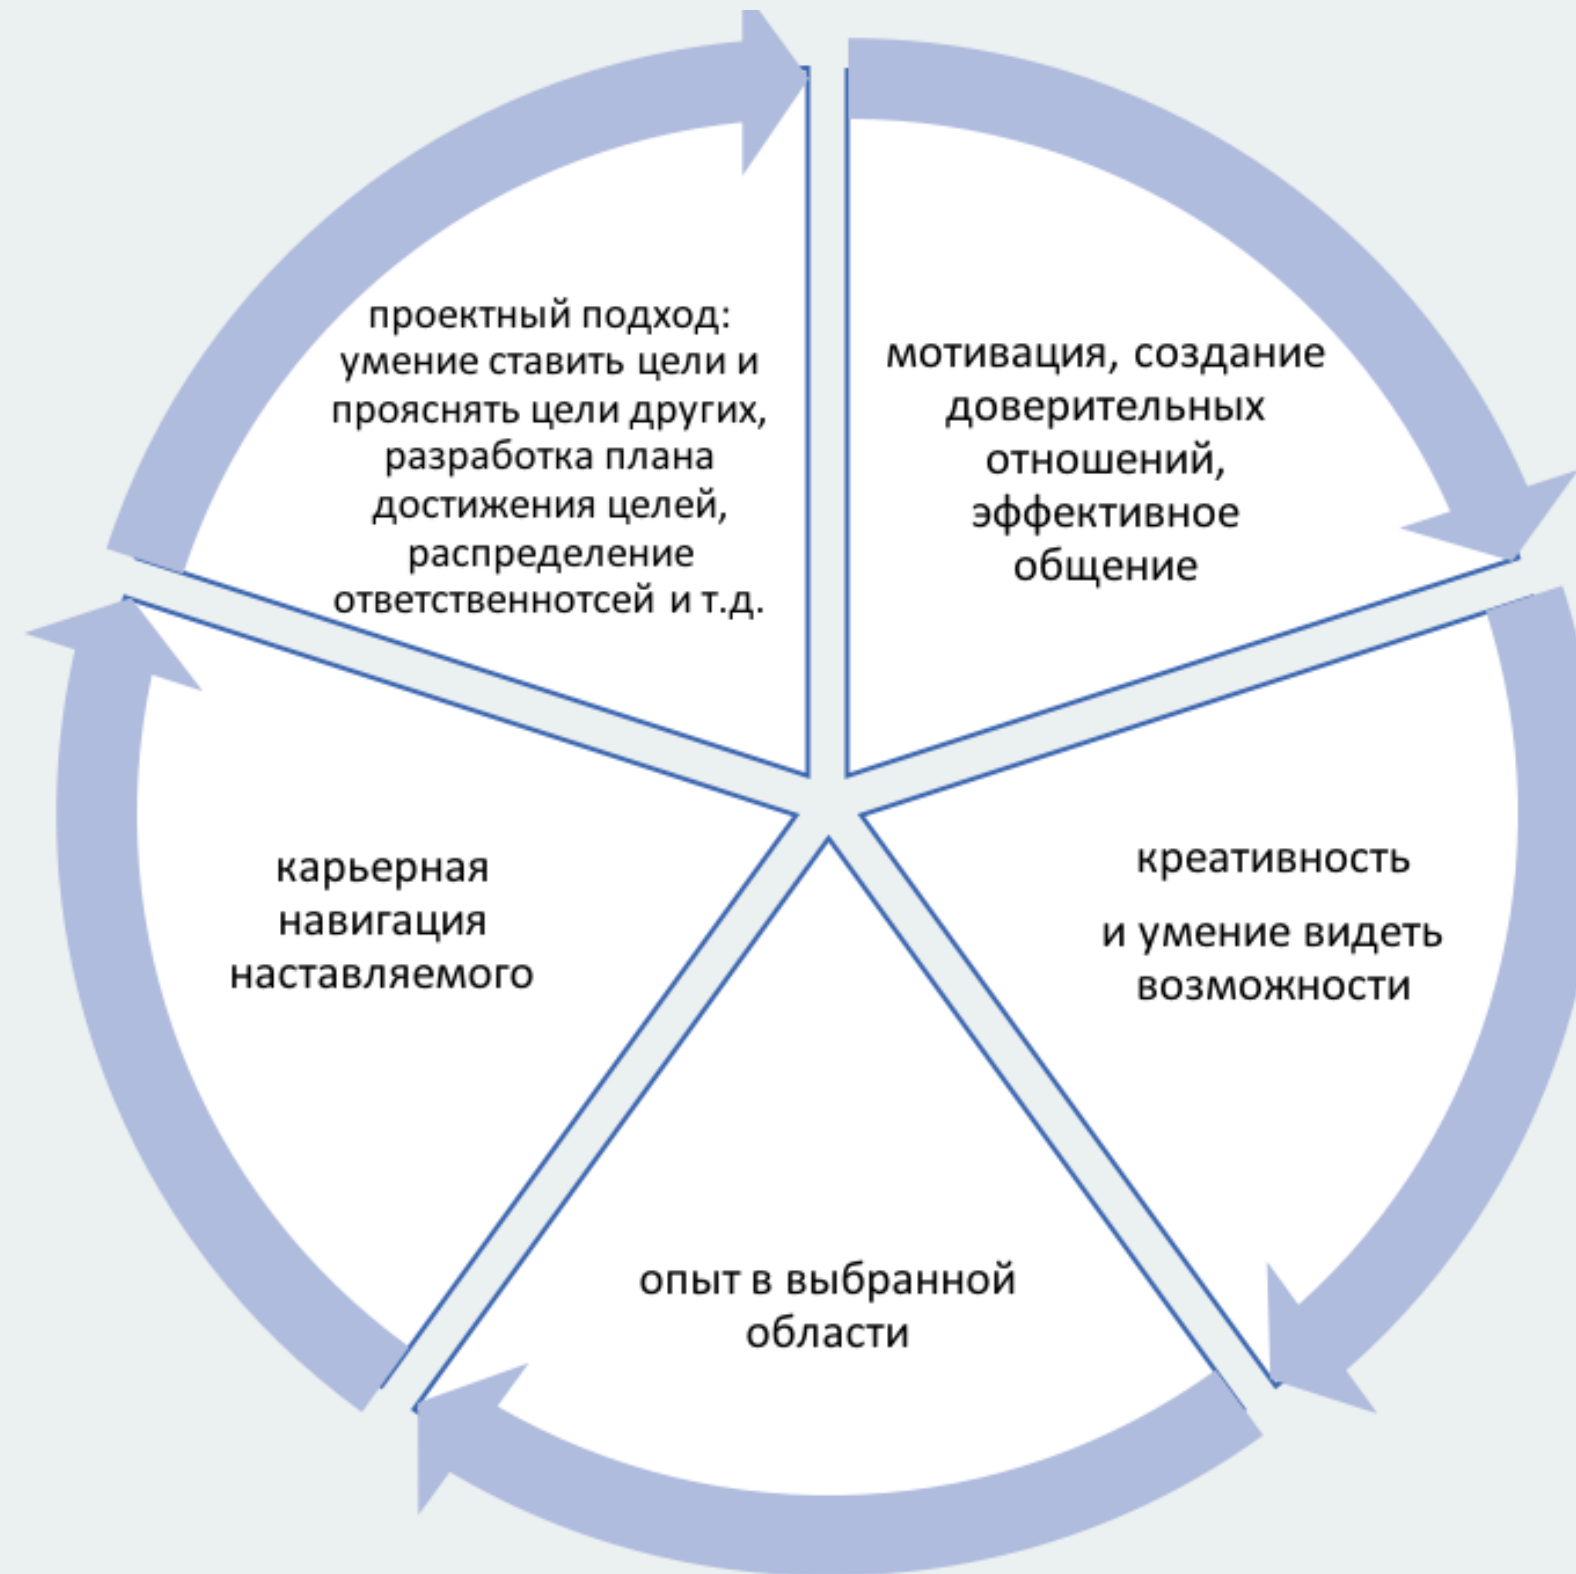 проектный подход:
умение ставить цели и
прояснять цели других,
разработка плана
достижения целей,
распределение
ответственнотсей и т.д.
мотивация, создание
доверительных
отношений,
эффективное
общение
креативность
и умение видеть
возможности
опыт в выбранной
области
карьерная
навигация
наставляемого